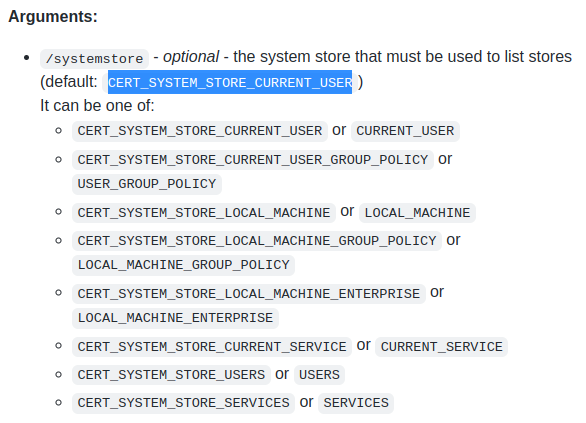 Arguments:
/systemstore - optional - the system store that must be used to list stores
(default: CERT_SYSTEM_STORE_CURRENT_USER )
It can be one of:
CERT_SYSTEM_STORE_CURRENT_USER or CURRENT_USER
CERT_SYSTEM_STORE_CURRENT_USER_GROUP_POLICY or
USER_GROUP_POLICY
CERT_SYSTEM_STORE_LOCAL_MACHINE or LOCAL_MACHINE
CERT_SYSTEM_STORE_LOCAL_MACHINE_GROUP_POLICY or
LOCAL_MACHINE_GROUP_POLICY
CERT_SYSTEM_STORE_LOCAL_MACHINE_ENTERPRISE or
LOCAL_MACHINE_ENTERPRISE
CERT_SYSTEM_STORE_CURRENT_SERVICE or CURRENT_SERVICE
CERT_SYSTEM_STORE_USERS or USERS
CERT_SYSTEM_STORE_SERVICES or SERVICES